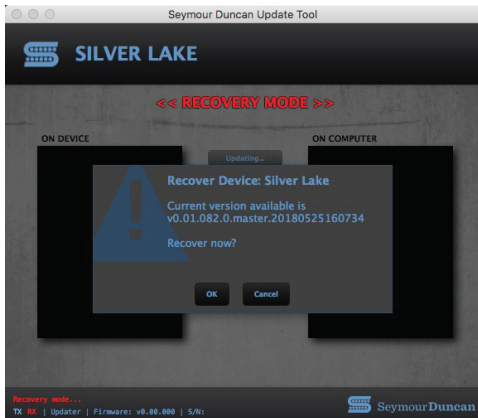 Seymour Duncan Update Tool
SILVER LAKE
<< RECOVERY MODE >>
ON DEVICE
ON COMPUTER
Updating...
Recover Device: Silver Lake
Current version available is
v0.01.082.0.master.20180525160734
Recover now?
OK
Cancel
Recovery mode...
TX RX | Updater | Firmware: v0.00.000 | S/N:
SeymourDuncan